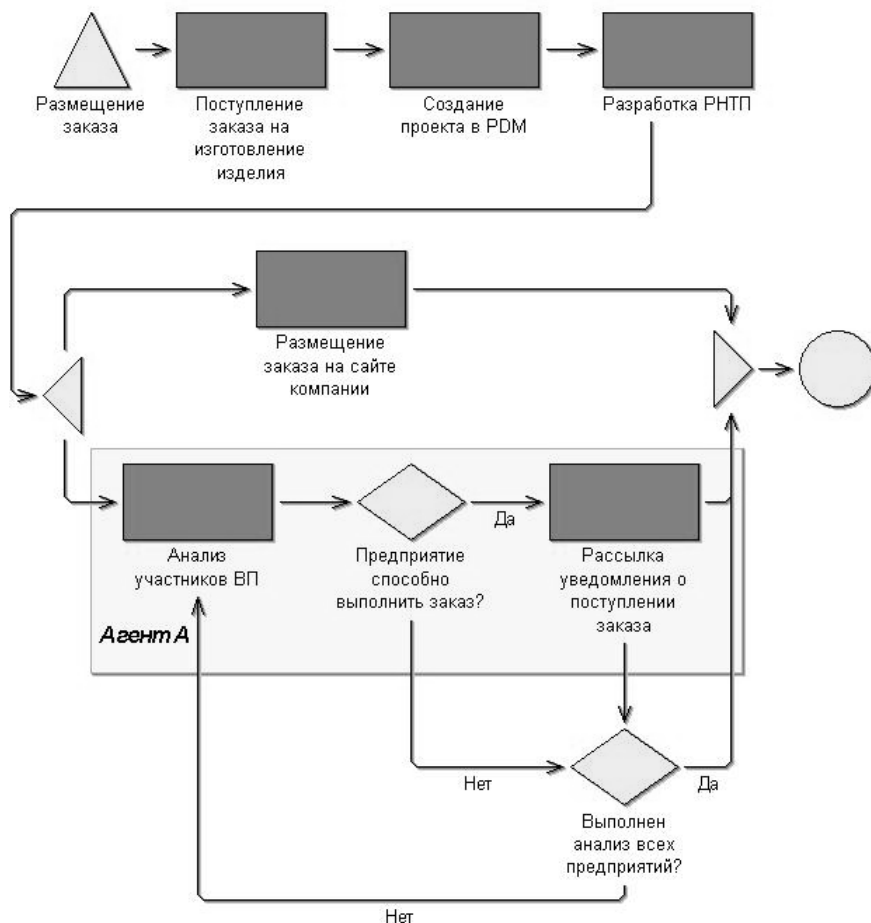 Размещение
заказа
Поступление
заказа на
изготовление
изделия
Создание
проекта в PDM
Разработка РНТП
Размещение
заказа на сайте
компании
Анализ
участников ВП
Предприятие
способно
выполнить заказ?
Да
Рассылка
уведомления о
поступлении
заказа
Агент А
Нет
Да
Выполнен
анализ всех
предприятий?
Нет